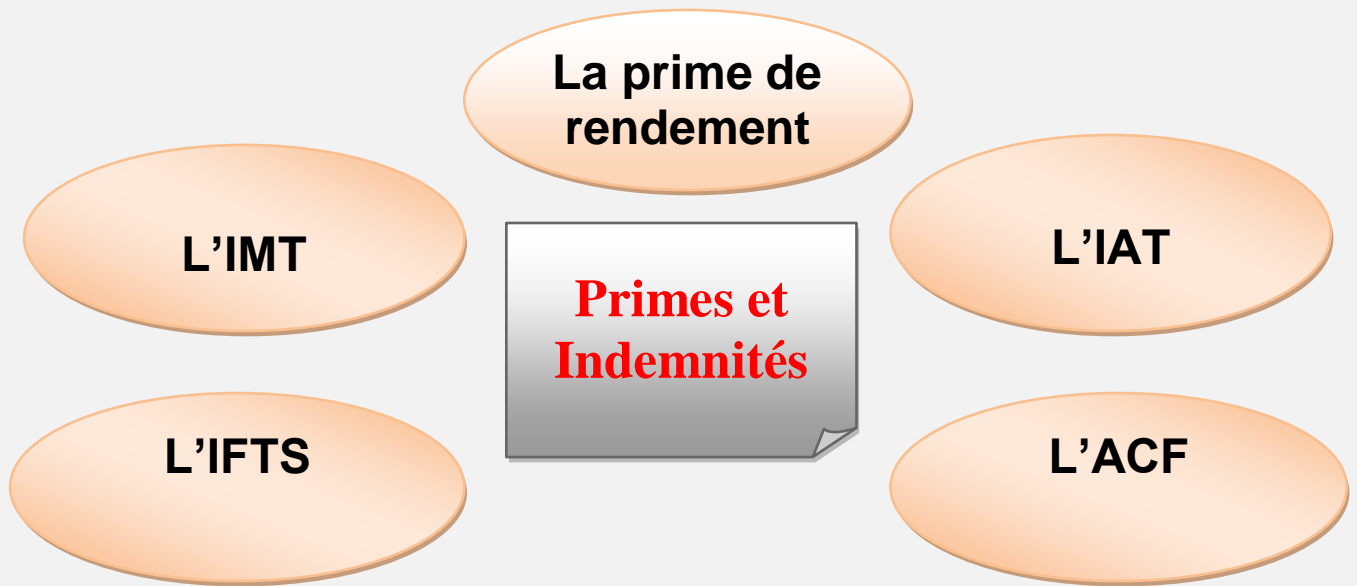 La prime de
rendement
L’IMT
L’IAT
Primes et
Indemnités
L’IFTS
L’ACF